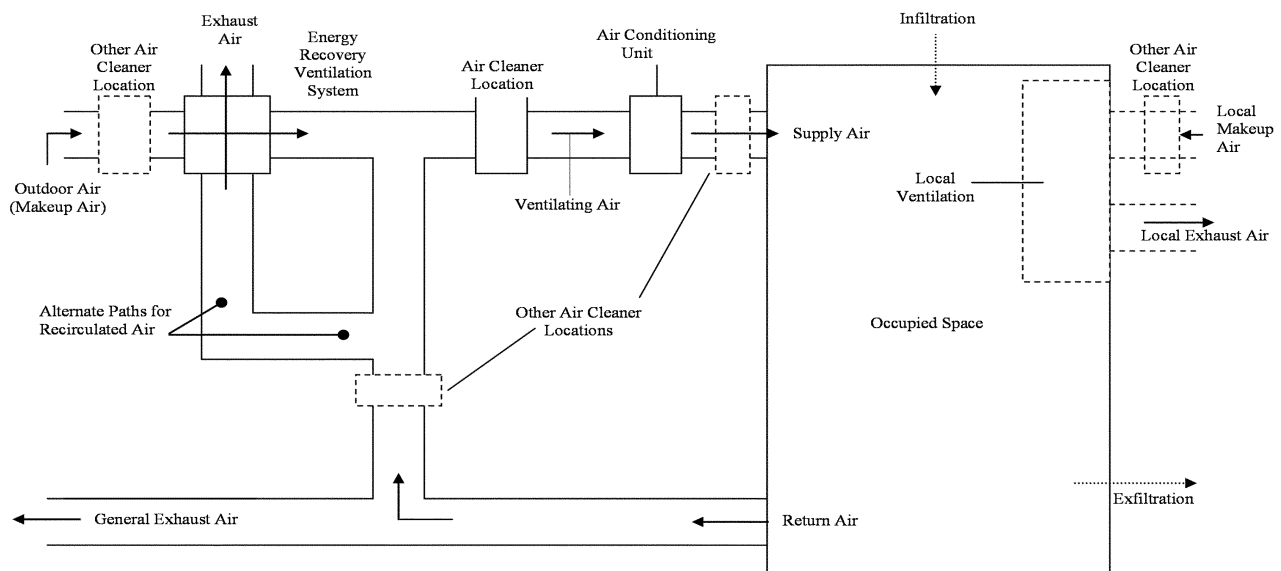 Exhaust
Air
Other Air
Cleaner
Location
Energy
Recovery
Ventilation
System
Air Cleaner
Location
Air Conditioning
Unit
Infiltration
Other Air
Cleaner
Location
Local
Makeup
Air
Supply Air
Outdoor Air
(Makeup Air)
Ventilating Air
Local
Ventilation
Local Exhaust Air
Alternate Paths for
Recirculated Air
Other Air Cleaner
Locations
Occupied Space
Exfiltration
General Exhaust Air
Return Air